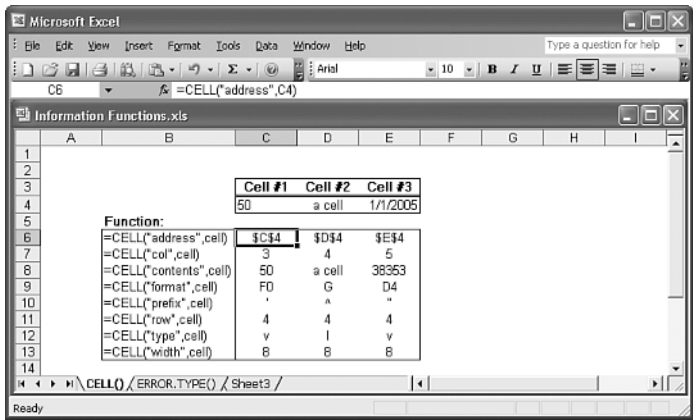 Microsoft Excel
File Edit View Insert Format Tools Data Window Help Type a question for help
Σ Arial 10 B I U
C6 fx =CELL("address",C4)
Information Functions.xls
A B C D E F G H I
1
2
3 Cell #1 Cell #2 Cell #3
4 50 a cell 1/1/2005
5 Function:
6 =CELL("address",cell) $C$4 $D$4 $E$4
7 =CELL("col",cell) 3 4 5
8 =CELL("contents",cell) 50 a cell 38353
9 =CELL("format",cell) F0 G D4
10 =CELL("prefix",cell) ' ^ "
11 =CELL("row",cell) 4 4 4
12 =CELL("type",cell) v l v
13 =CELL("width",cell) 8 8 8
14
CELL() / ERROR.TYPE() / Sheet3 /
Ready